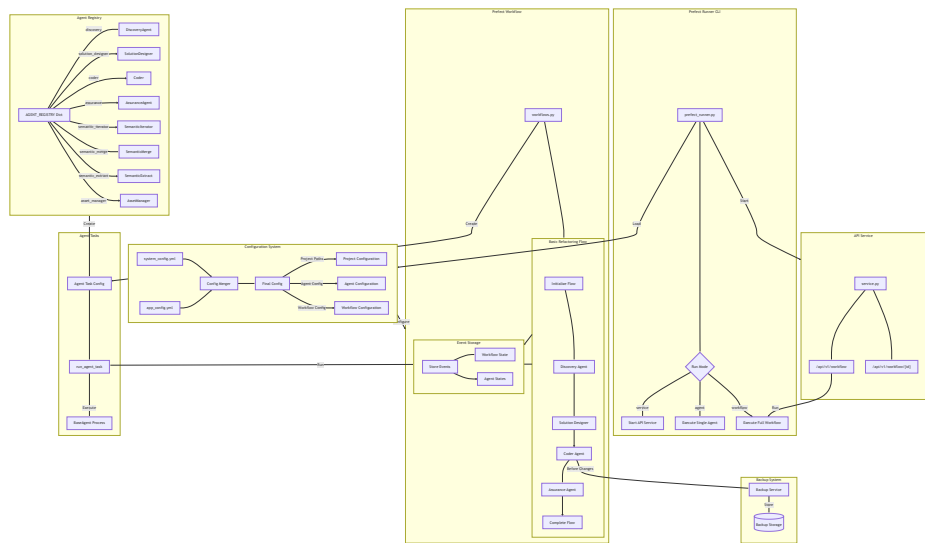 Agent Registry
discovery
DiscoveryAgent
solution_designer
SolutionDesigner
coder
Coder
AGENT_REGISTRY Dict
assurance
AssuranceAgent
semantic_iterator
SemanticIterator
semantic_merge
SemanticMerge
semantic_extract
SemanticExtract
asset_manager
AssetManager
Create
Agent Tasks
Agent Task Config
run_agent_task
Execute
BaseAgent Process
Configuration System
system_config.yml
app_config.yml
Config Merger
Final Config
Project Paths
Project Configuration
Agent Config
Agent Configuration
Workflow Config
Workflow Configuration
Run
Prefect Workflow
workflows.py
Create
Basic Refactoring Flow
Initialize Flow
Event Storage
Store Events
Workflow State
Agent States
Discovery Agent
Solution Designer
Coder Agent
Before Changes
Assurance Agent
Complete Flow
Prefect Runner CLI
prefect_runner.py
Load
Start
Run Mode
service
agent
workflow
Start API Service
Execute Single Agent
Execute Full Workflow
Run
API Service
service.py
/api/v1/workflow
/api/v1/workflow/{id}
Backup System
Backup Service
Backup Storage